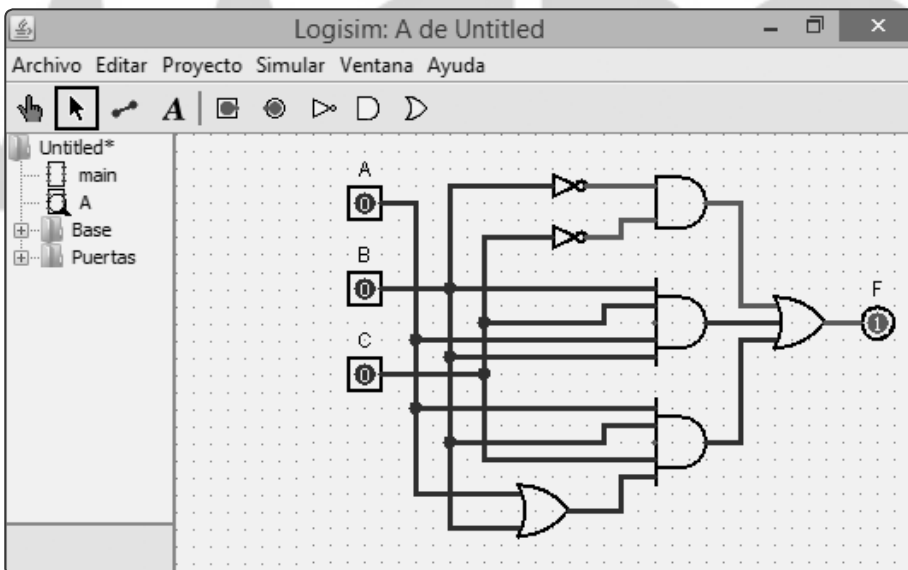 Logisim: A de Untitled
Archivo Editar Proyecto Simular Ventana Ayuda
A
Untitled*
main
A
Base
Puertas
A
0
B
0
C
0
F
1